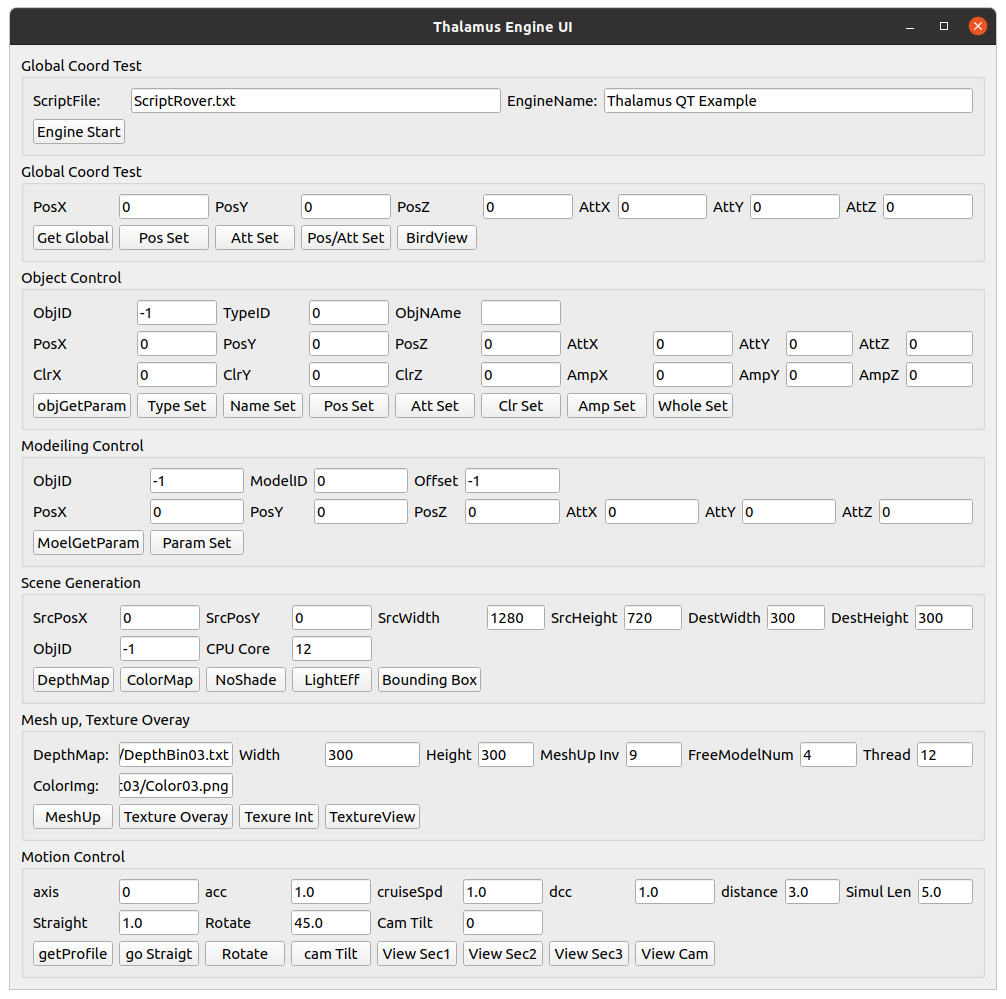 Thalamus Engine UI
Global Coord Test
ScriptFile: ScriptRover.txt EngineName: Thalamus QT Example
Engine Start
Global Coord Test
PosX 0 PosY 0 PosZ 0 AttX 0 AttY 0 AttZ 0
Get Global Pos Set Att Set Pos/Att Set BirdView
Object Control
ObjID -1 TypeID 0 ObjNAme
PosX 0 PosY 0 PosZ 0 AttX 0 AttY 0 AttZ 0
ClrX 0 ClrY 0 ClrZ 0 AmpX 0 AmpY 0 AmpZ 0
objGetParam Type Set Name Set Pos Set Att Set Clr Set Amp Set Whole Set
Modeiling Control
ObjID -1 ModelID 0 Offset -1
PosX 0 PosY 0 PosZ 0 AttX 0 AttY 0 AttZ 0
MoelGetParam Param Set
Scene Generation
SrcPosX 0 SrcPosY 0 SrcWidth 1280 SrcHeight 720 DestWidth 300 DestHeight 300
ObjID -1 CPU Core 12
DepthMap ColorMap NoShade LightEff Bounding Box
Mesh up, Texture Overay
DepthMap: /DepthBin03.txt Width 300 Height 300 MeshUp Inv 9 FreeModelNum 4 Thread 12
ColorImg: :03/Color03.png
MeshUp Texture Overay Texure Int TextureView
Motion Control
axis 0 acc 1.0 cruiseSpd 1.0 dcc 1.0 distance 3.0 Simul Len 5.0
Straight 1.0 Rotate 45.0 Cam Tilt 0
getProfile go Straigt Rotate cam Tilt View Sec1 View Sec2 View Sec3 View Cam